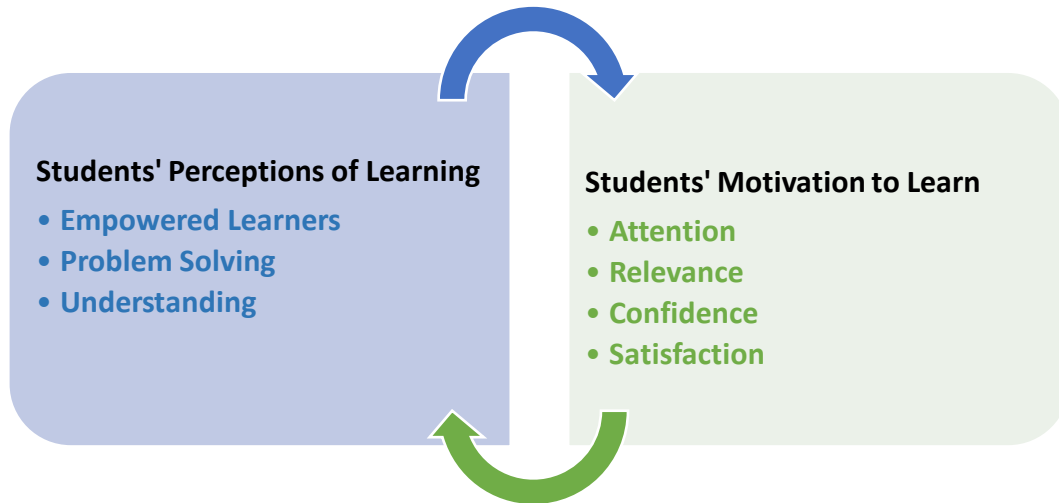 Students' Perceptions of Learning
• Empowered Learners
• Problem Solving
• Understanding
Students' Motivation to Learn
• Attention
• Relevance
• Confidence
• Satisfaction